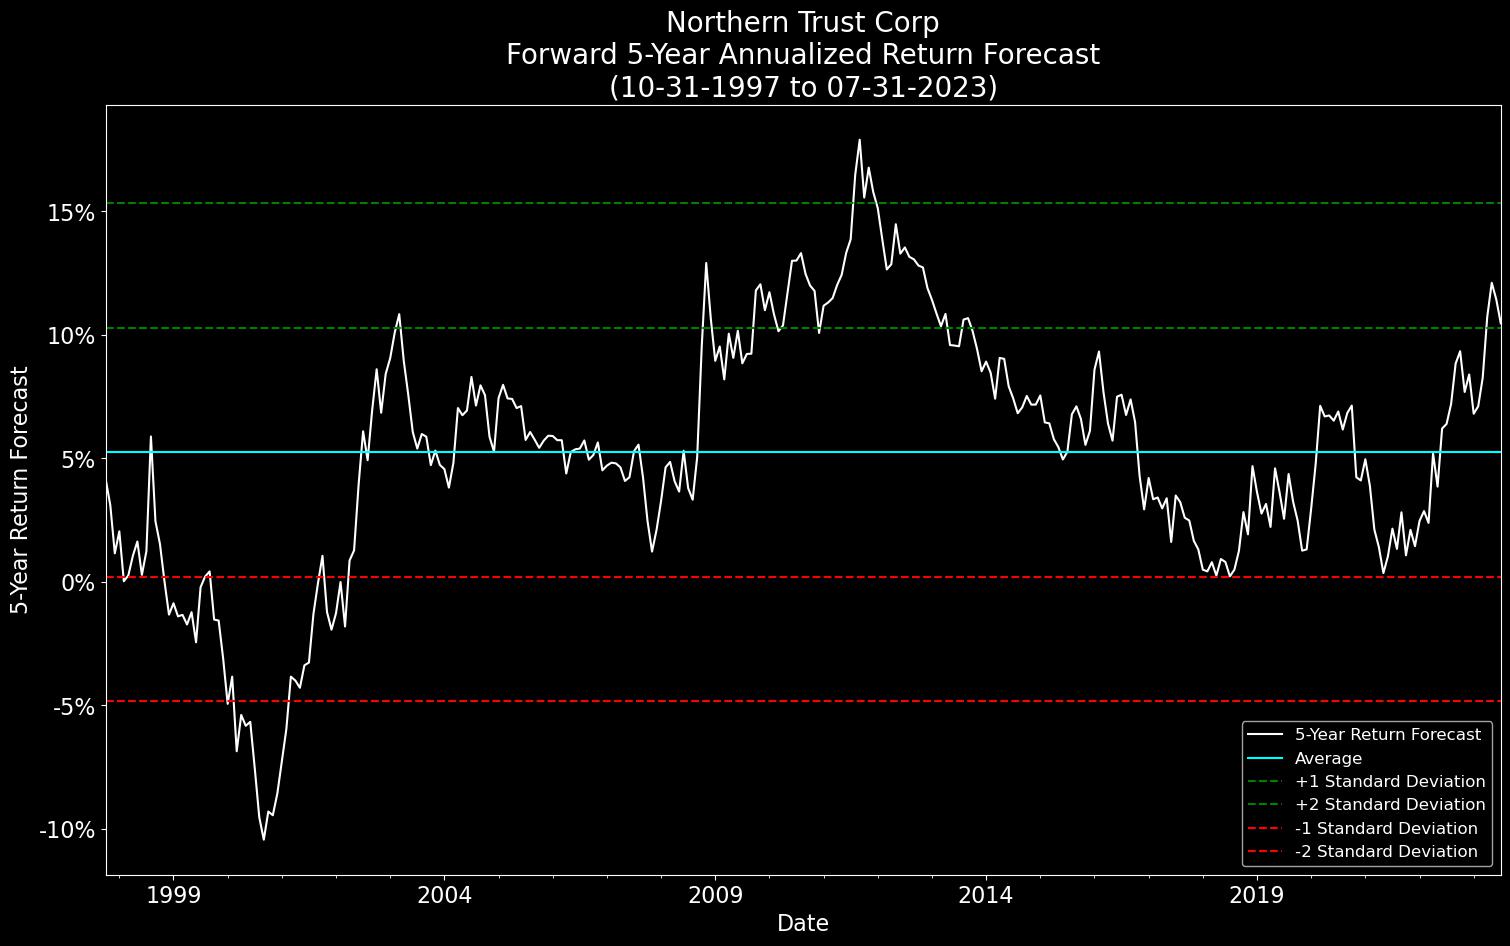 Northern Trust Corp
Forward 5-Year Annualized Return Forecast
(10-31-1997 to 07-31-2023)
5-Year Return Forecast
15%
10%
5%
0%
-5%
-10%
5-Year Return Forecast
Average
+1 Standard Deviation
+2 Standard Deviation
-1 Standard Deviation
-2 Standard Deviation
1999 2004 2009 2014 2019
Date